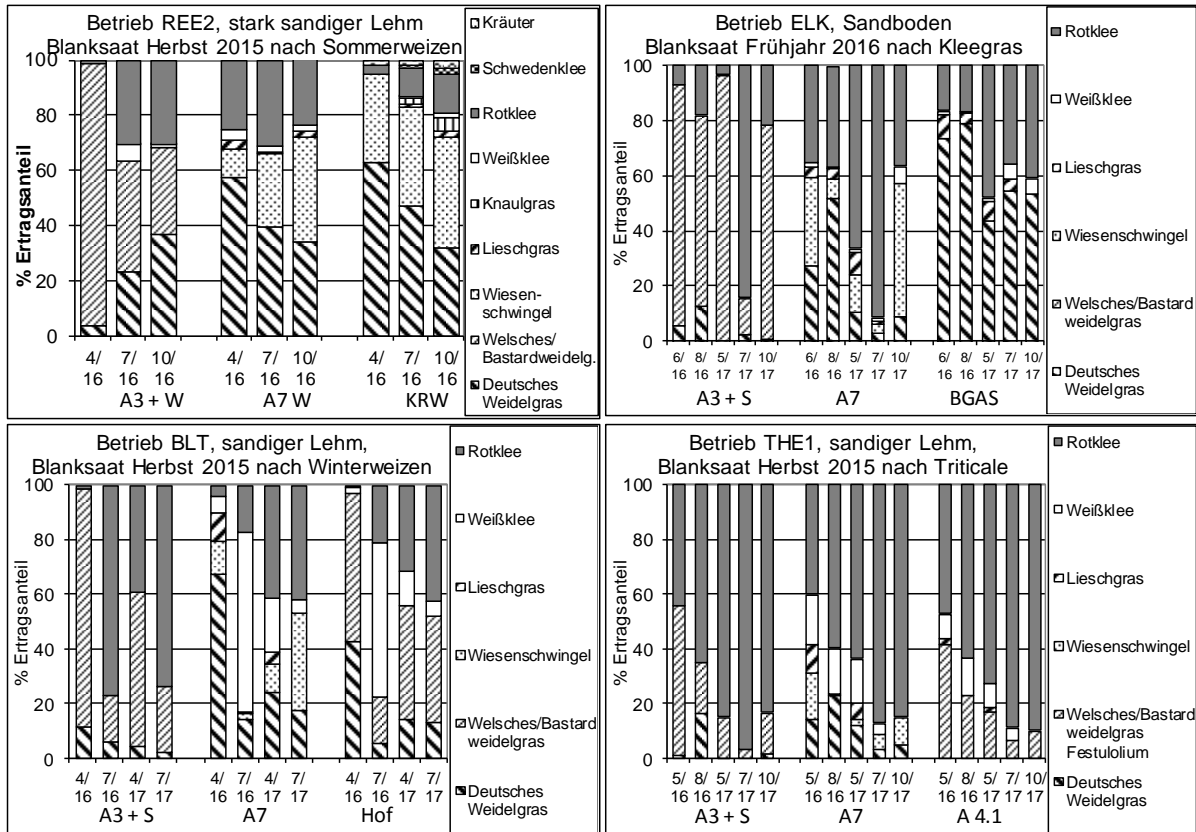 Betrieb REE2, stark sandiger Lehm
Blanksaat Herbst 2015 nach Sommerweizen
% Ertragsanteil
100
80
60
40
20
0
4/16 7/16 10/16 4/16 7/16 10/16 4/16 7/16 10/16
A3 + W A7 W KRW
Kräuter
Schwedenklee
Rotklee
Weißklee
Knaulgras
Lieschgras
Wiesen-
schwingel
Welsches/
Bastardweidelg.
Deutsches
Weidelgras
Betrieb ELK, Sandboden
Blanksaat Frühjahr 2016 nach Kleegras
% Ertragsanteil
100
80
60
40
20
0
6/16 8/16 5/17 7/17 10/17 6/16 8/16 5/17 7/17 10/17 6/16 8/16 5/17 7/17 10/17
A3 + S A7 BGAS
Rotklee
Weißklee
Lieschgras
Wiesenschwingel
Welsches/Bastard
weidelgras
Deutsches
Weidelgras
Betrieb BLT, sandiger Lehm,
Blanksaat Herbst 2015 nach Winterweizen
% Ertragsanteil
100
80
60
40
20
0
4/16 7/16 4/17 7/17 4/16 7/16 4/17 7/17 4/16 7/16 4/17 7/17
A3 + S A7 Hof
Rotklee
Weißklee
Lieschgras
Wiesenschwingel
Welsches/Bastard
weidelgras
Deutsches
Weidelgras
Betrieb THE1, sandiger Lehm,
Blanksaat Herbst 2015 nach Triticale
% Ertragsanteil
100
80
60
40
20
0
5/16 8/16 5/17 7/17 10/17 5/16 8/16 5/17 7/17 10/17 5/16 8/16 5/17 7/17 10/17
A3 + S A7 A 4.1
Rotklee
Weißklee
Lieschgras
Wiesenschwingel
Welsches/Bastard
weidelgras
Festulolium
Deutsches
Weidelgras